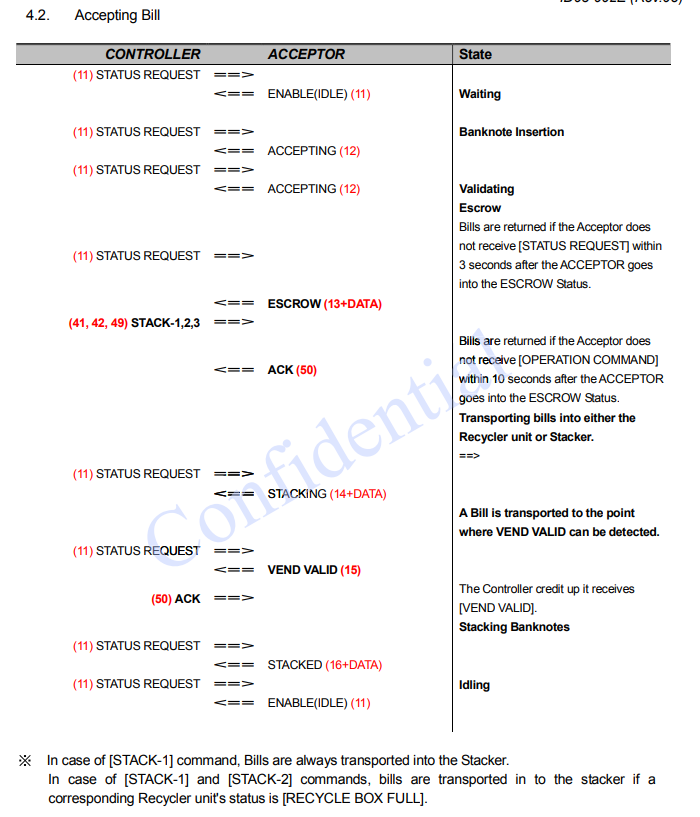 4.2. Accepting Bill
CONTROLLER ACCEPTOR State
(11) STATUS REQUEST ==>
<== ENABLE(IDLE) (11) Waiting
(11) STATUS REQUEST ==> Banknote Insertion
<== ACCEPTING (12)
(11) STATUS REQUEST ==>
<== ACCEPTING (12) Validating
Escrow
Bills are returned if the Acceptor does
not receive [STATUS REQUEST] within
(11) STATUS REQUEST ==> 3 seconds after the ACCEPTOR goes
into the ESCROW Status.
<== ESCROW (13+DATA)
(41, 42, 49) STACK-1,2,3 ==>
Bills are returned if the Acceptor does
not receive [OPERATION COMMAND]
<== ACK (50) within 10 seconds after the ACCEPTOR
goes into the ESCROW Status.
Transporting bills into either the
Recycler unit or Stacker.
==>
(11) STATUS REQUEST ==>
<== STACKING (14+DATA)
A Bill is transported to the point
where VEND VALID can be detected.
(11) STATUS REQUEST ==>
<== VEND VALID (15)
The Controller credit up it receives
(50) ACK ==> [VEND VALID].
Stacking Banknotes
(11) STATUS REQUEST ==>
<== STACKED (16+DATA)
(11) STATUS REQUEST ==> Idling
<== ENABLE(IDLE) (11)
※ In case of [STACK-1] command, Bills are always transported into the Stacker.
In case of [STACK-1] and [STACK-2] commands, bills are transported in to the stacker if a
corresponding Recycler unit's status is [RECYCLE BOX FULL].
Confidential